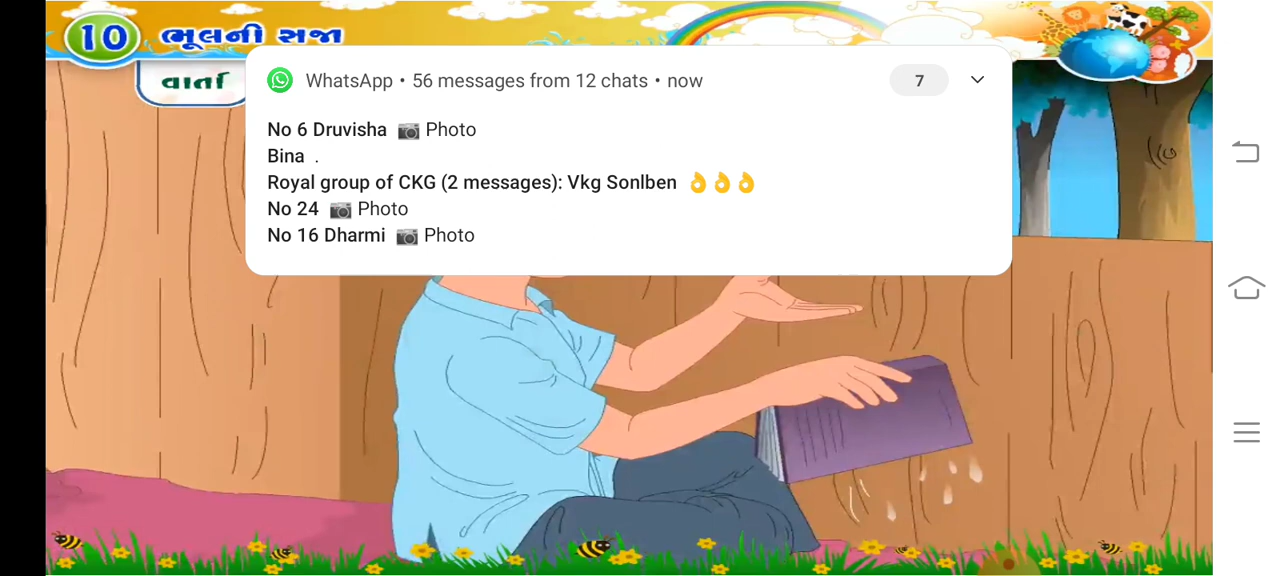 10 ભૂલની સજા
વાર્તા
WhatsApp • 56 messages from 12 chats • now 7
No 6 Druvisha 📷 Photo
Bina .
Royal group of CKG (2 messages): Vkg Sonlben 👌👌👌
No 24 📷 Photo
No 16 Dharmi 📷 Photo